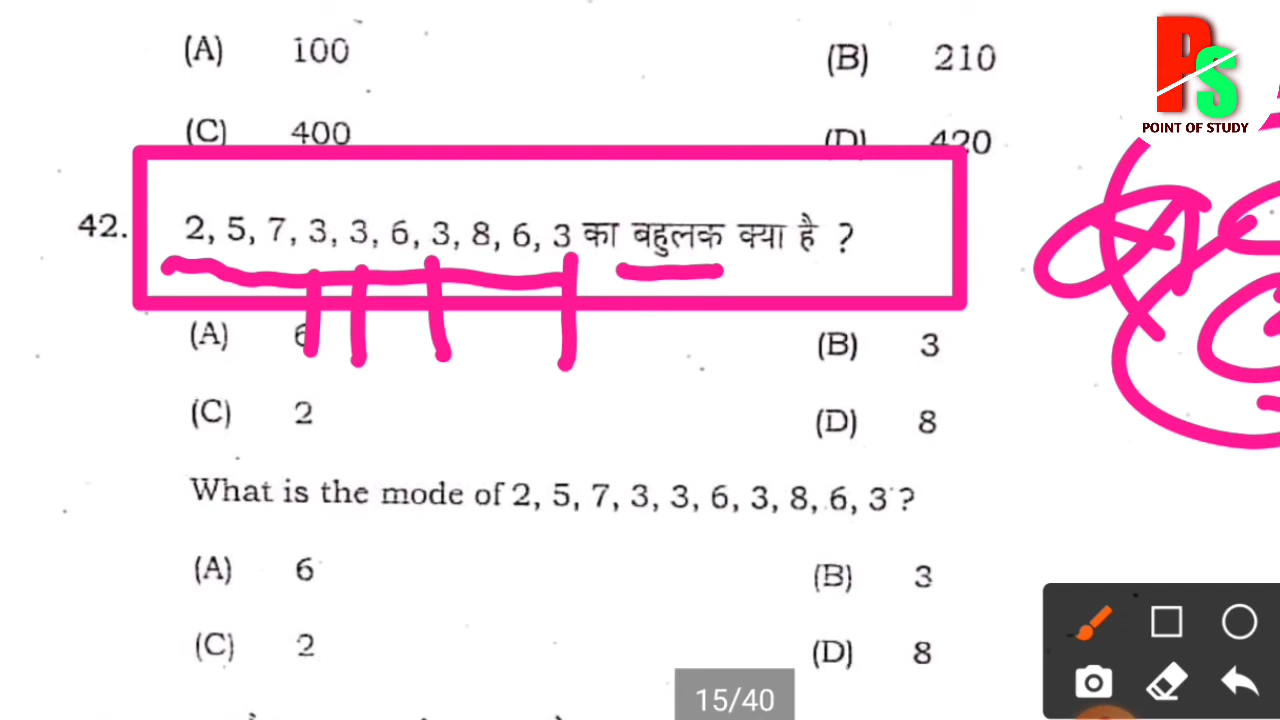 (A) 100 (B) 210
(C) 400 (D) 420
POINT OF STUDY
42. 2, 5, 7, 3, 3, 6, 3, 8, 6, 3 का बहुलक क्या है ?
(A) 6 (B) 3
(C) 2 (D) 8
What is the mode of 2, 5, 7, 3, 3, 6, 3, 8, 6, 3 ?
(A) 6 (B) 3
(C) 2 (D) 8
15/40